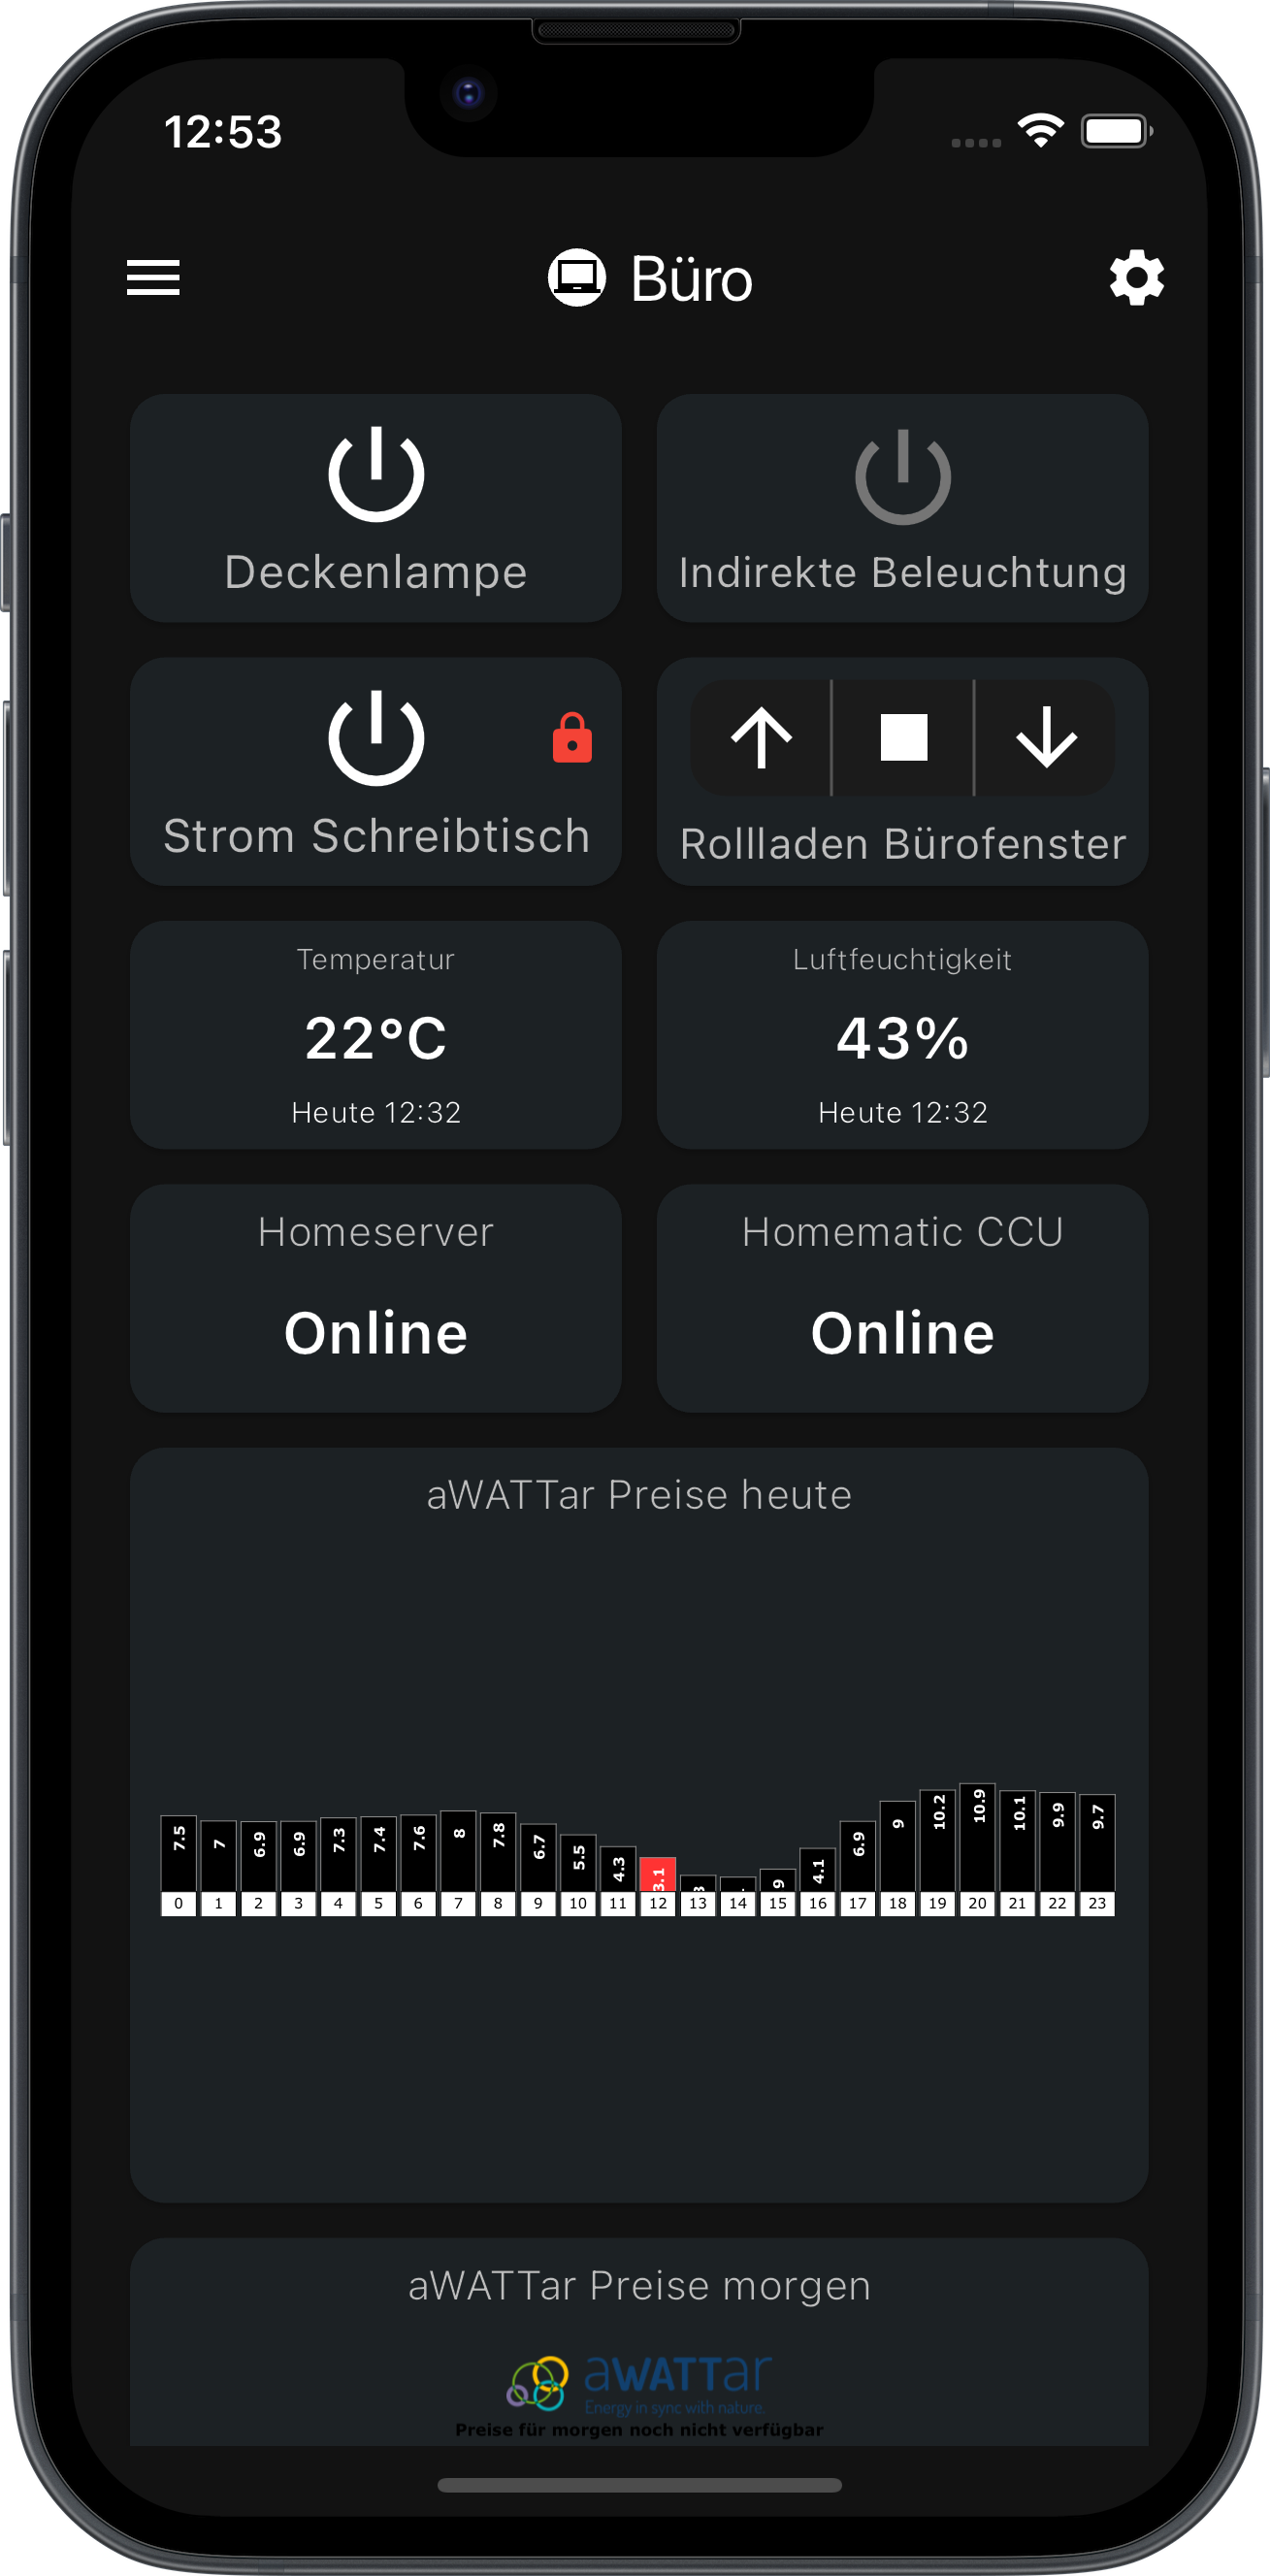 12:53
Büro
Deckenlampe
Indirekte Beleuchtung
Strom Schreibtisch
Rollladen Bürofenster
Temperatur
22°C
Heute 12:32
Luftfeuchtigkeit
43%
Heute 12:32
Homeserver
Online
Homematic CCU
Online
aWATTar Preise heute
7.5 7 6.9 6.9 7.3 7.4 7.6 8 7.8 6.7 5.5 4.3 3.1 4.1 6.9 9 10.2 10.9 10.1 9.9 9.7
0 1 2 3 4 5 6 7 8 9 10 11 12 13 14 15 16 17 18 19 20 21 22 23
aWATTar Preise morgen
aWATTar
Energy in sync with nature.
Preise für morgen noch nicht verfügbar